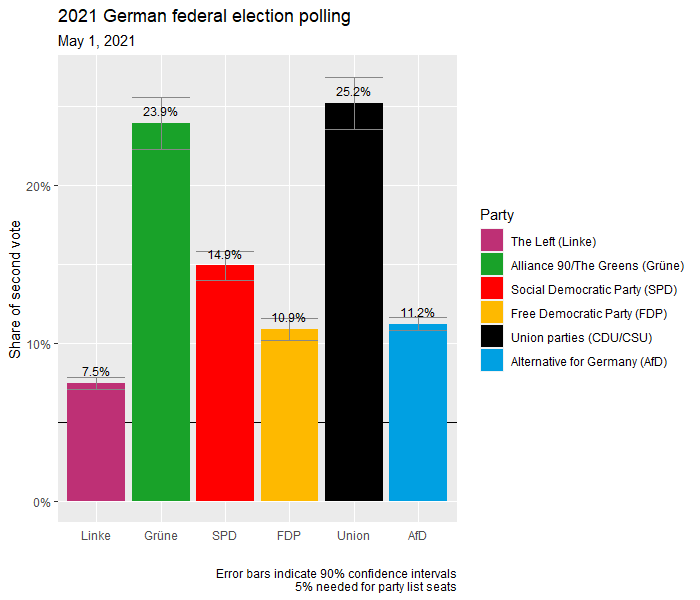 2021 German federal election polling
May 1, 2021
Share of second vote
20%
10%
0%
7.5%
23.9%
14.9%
10.9%
25.2%
11.2%
Linke
Grüne
SPD
FDP
Union
AfD
Party
The Left (Linke)
Alliance 90/The Greens (Grüne)
Social Democratic Party (SPD)
Free Democratic Party (FDP)
Union parties (CDU/CSU)
Alternative for Germany (AfD)
Error bars indicate 90% confidence intervals
5% needed for party list seats